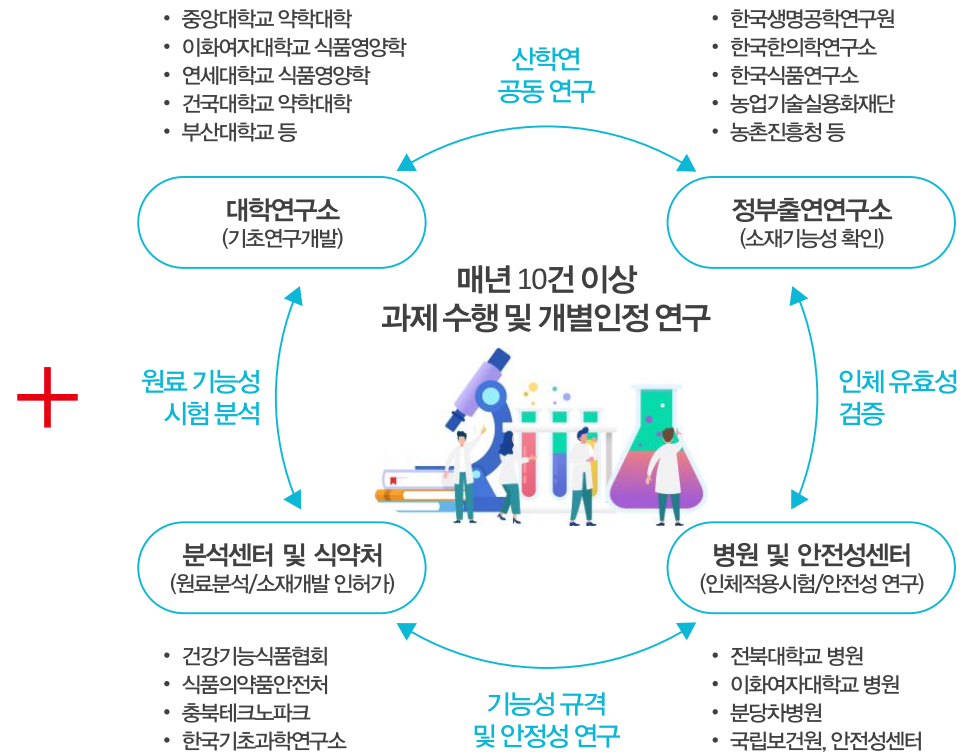 • 중앙대학교 약학대학
• 이화여자대학교 식품영양학
• 연세대학교 식품영양학
• 건국대학교 약학대학
• 부산대학교 등
산학연
공동 연구
• 한국생명공학연구원
• 한국한의학연구소
• 한국식품연구소
• 농업기술실용화재단
• 농촌진흥청 등
대학연구소
(기초연구개발)
정부출연연구소
(소재기능성 확인)
매년 10건 이상
과제 수행 및 개별인정 연구
원료 기능성
시험 분석
인체 유효성
검증
분석센터 및 식약처
(원료분석/소재개발 인허가)
병원 및 안전성센터
(인체적용시험/안전성 연구)
• 건강기능식품협회
• 식품의약품안전처
• 충북테크노파크
• 한국기초과학연구소
기능성 규격
및 안정성 연구
• 전북대학교 병원
• 이화여자대학교 병원
• 분당차병원
• 국립보건원, 안전성센터